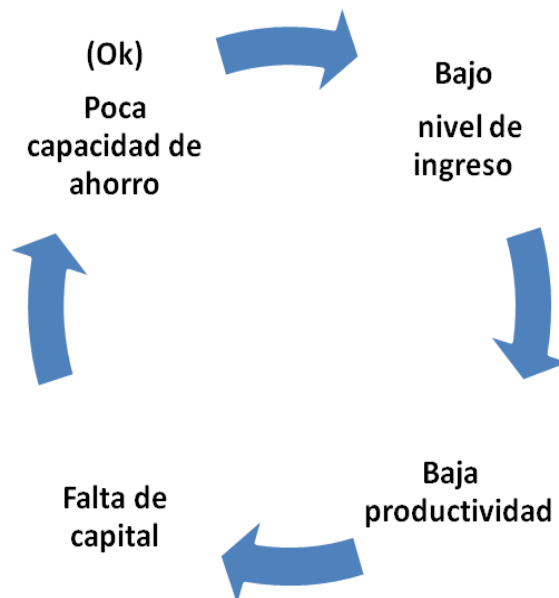 (Ok)
Poca
capacidad de
ahorro
Bajo
nivel de
ingreso
Baja
productividad
Falta de
capital